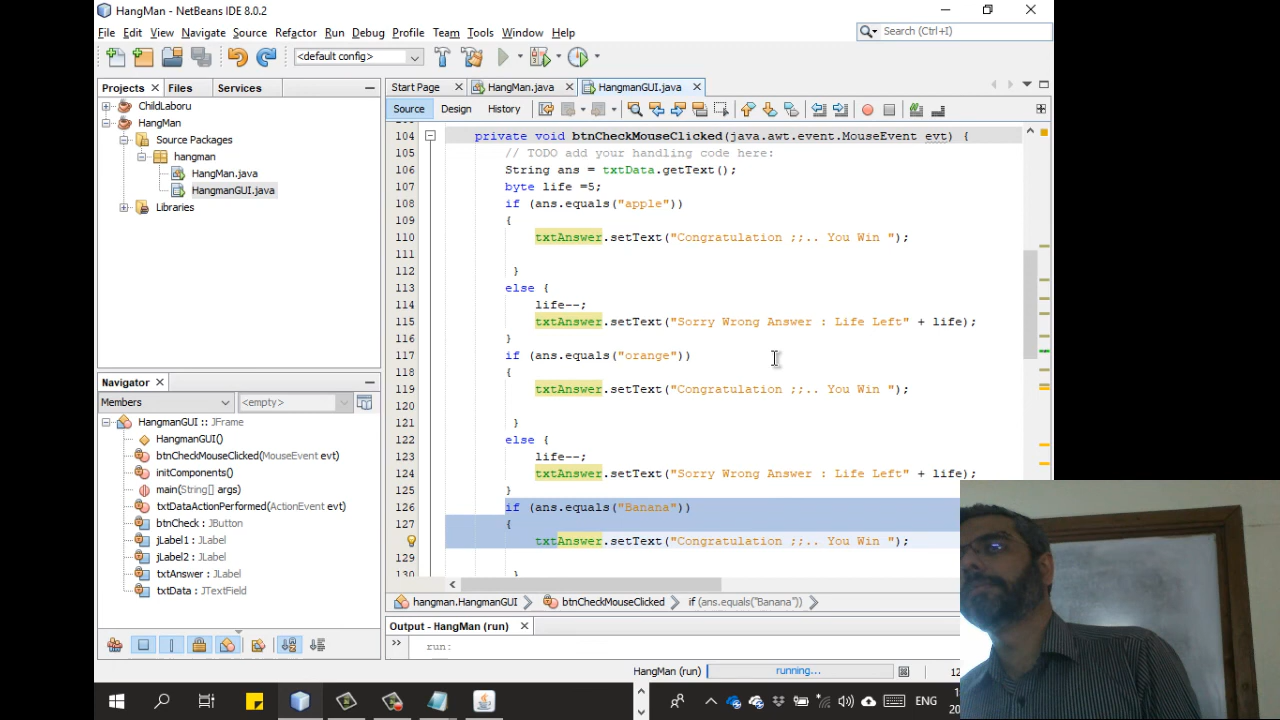 HangMan - NetBeans IDE 8.0.2
File Edit View Navigate Source Refactor Run Debug Profile Team Tools Window Help
Search (Ctrl+I)
<default config>
Projects Files Services
Start Page HangMan.java HangmanGUI.java
Source Design History
ChildLaboru
HangMan
Source Packages
hangman
HangMan.java
HangmanGUI.java
Libraries
104 private void btnCheckMouseClicked(java.awt.event.MouseEvent evt) {
105 // TODO add your handling code here:
106 String ans = txtData.getText();
107 byte life =5;
108 if (ans.equals("apple"))
109 {
110 txtAnswer.setText("Congratulation ;;.. You Win ");
111
112 }
113 else {
114 life--;
115 txtAnswer.setText("Sorry Wrong Answer : Life Left" + life);
116 }
117 if (ans.equals("orange"))
118 {
119 txtAnswer.setText("Congratulation ;;.. You Win ");
120
121 }
122 else {
123 life--;
124 txtAnswer.setText("Sorry Wrong Answer : Life Left" + life);
125 }
126 if (ans.equals("Banana"))
127 {
txtAnswer.setText("Congratulation ;;.. You Win ");
129
130 }
Navigator
Members <empty>
HangmanGUI :: JFrame
HangmanGUI()
btnCheckMouseClicked(MouseEvent evt)
initComponents()
main(String[] args)
txtDataActionPerformed(ActionEvent evt)
btnCheck : JButton
jLabel1 : JLabel
jLabel2 : JLabel
txtAnswer : JLabel
txtData : JTextField
hangman.HangmanGUI btnCheckMouseClicked if (ans.equals("Banana"))
Output - HangMan (run)
run:
HangMan (run) running...
ENG